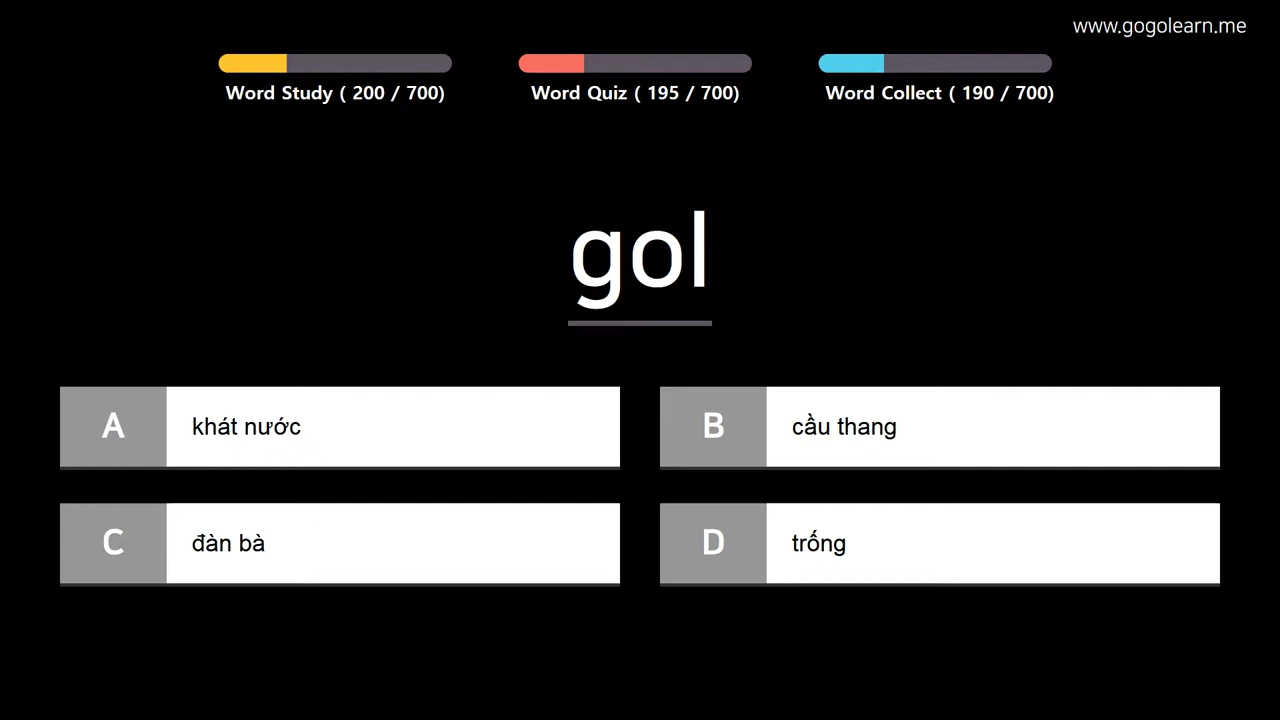 www.gogolearn.me
Word Study ( 200 / 700)
Word Quiz ( 195 / 700)
Word Collect ( 190 / 700)
gol
A khát nước
B cầu thang
C đàn bà
D trống